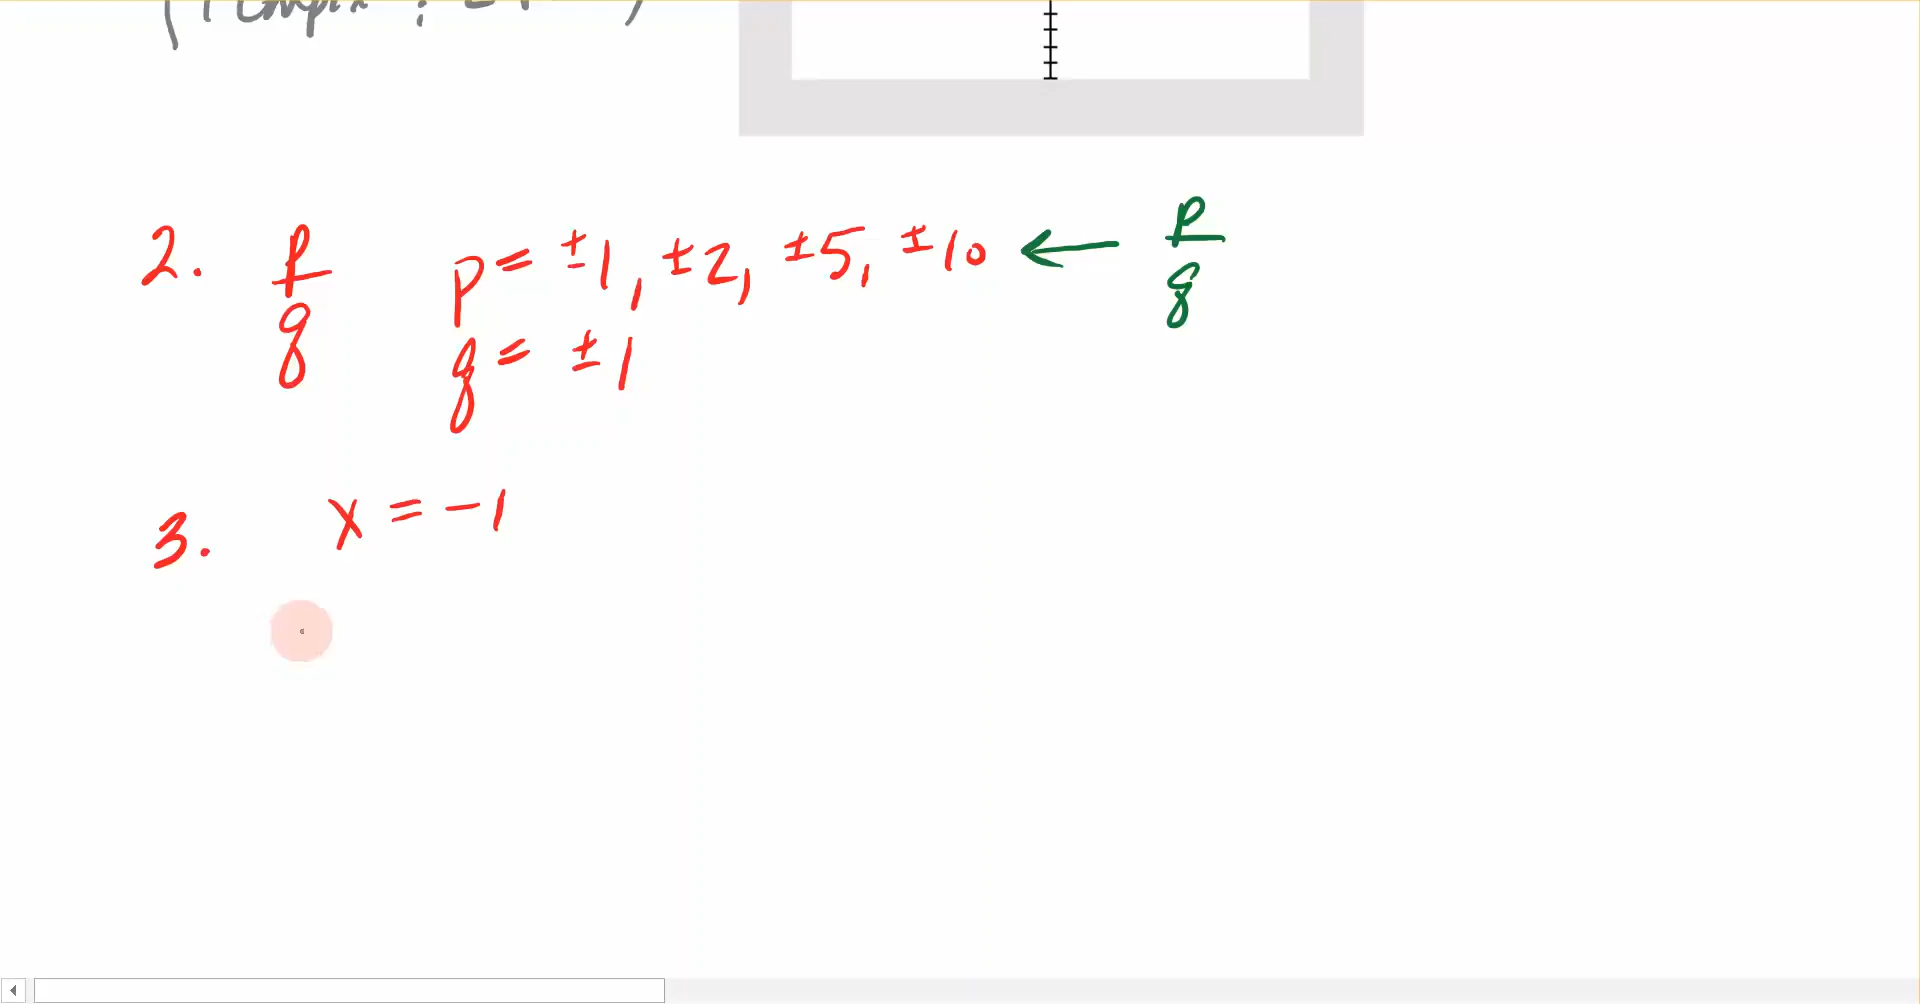 2. p/q p = ±1, ±2, ±5, ±10 ← p/q
q = ±1
3. x = -1